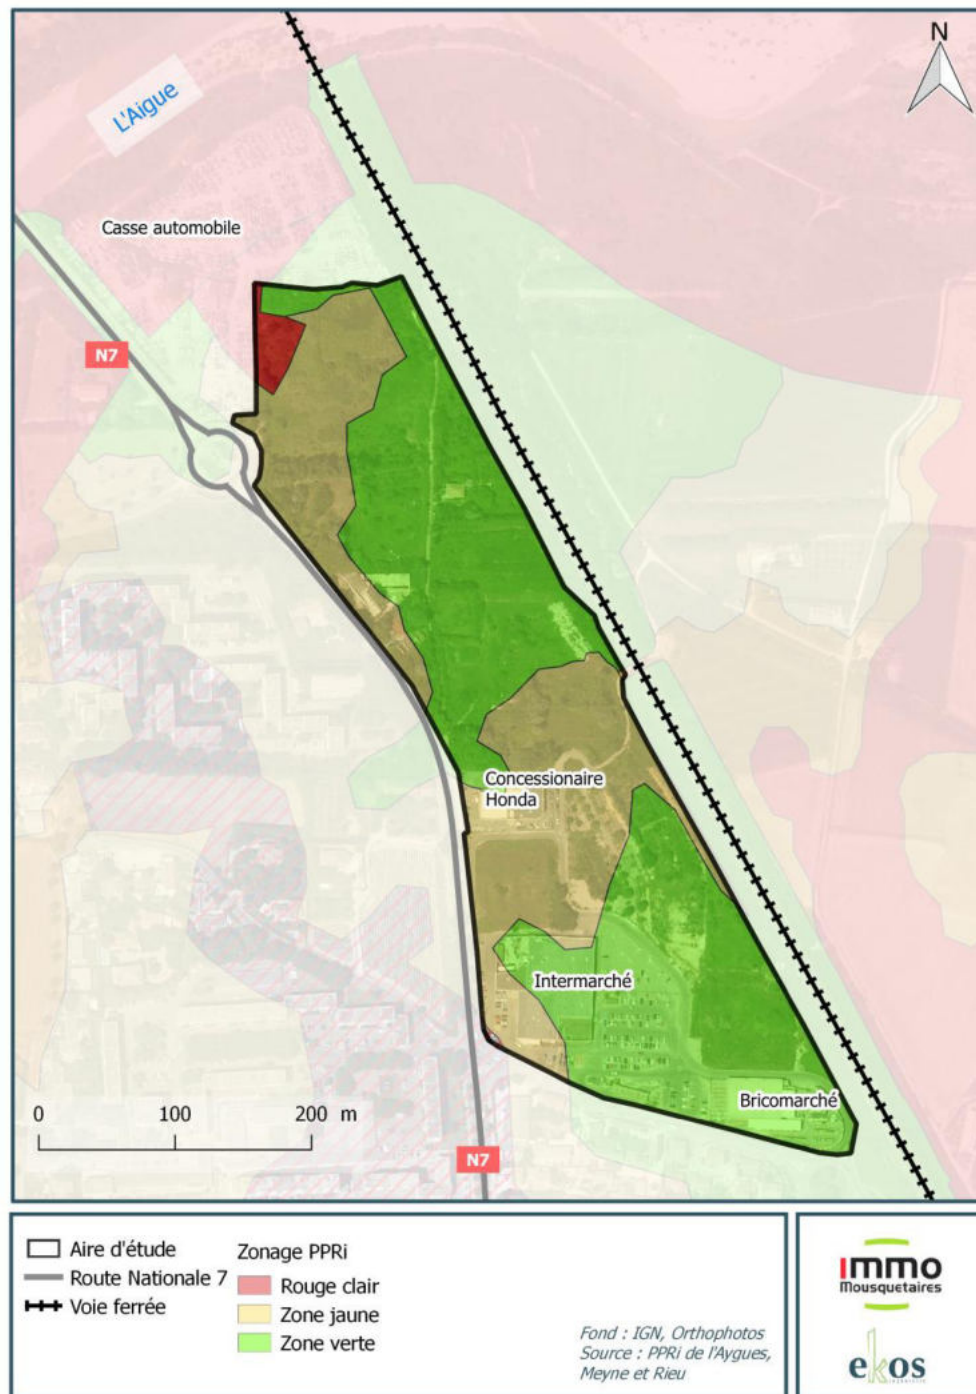 N
L'Aigue
Casse automobile
N7
Concessionaire
Honda
Intermarché
Bricomarché
0 100 200 m
N7
Aire d'étude
Route Nationale 7
Voie ferrée
Zonage PPRi
Rouge clair
Zone jaune
Zone verte
Fond : IGN, Orthophotos
Source : PPRi de l'Aygues,
Meyne et Rieu
immo
Mousquetaires
ekos